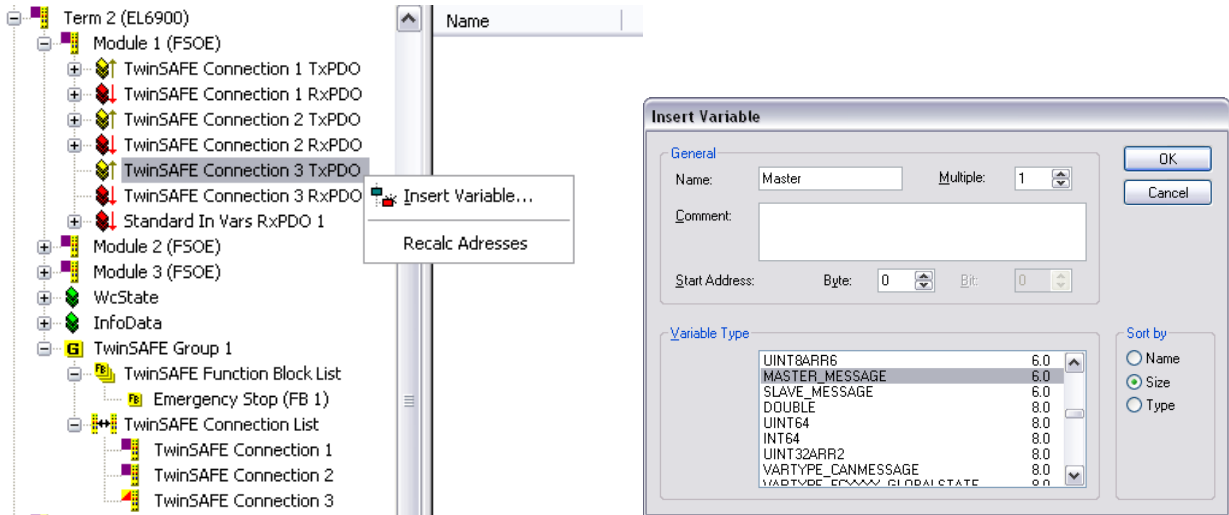 Term 2 (EL6900)
Module 1 (FSOE)
TwinSAFE Connection 1 TxPDO
TwinSAFE Connection 1 RxPDO
TwinSAFE Connection 2 TxPDO
TwinSAFE Connection 2 RxPDO
TwinSAFE Connection 3 TxPDO
TwinSAFE Connection 3 RxPDO
Standard In Vars RxPDO 1
Module 2 (FSOE)
Module 3 (FSOE)
WcState
InfoData
G TwinSAFE Group 1
FB TwinSAFE Function Block List
FB Emergency Stop (FB 1)
TwinSAFE Connection List
TwinSAFE Connection 1
TwinSAFE Connection 2
TwinSAFE Connection 3
Name
Insert Variable...
Recalc Adresses
Insert Variable
General
Name: Master Multiple: 1
Comment:
Start Address: Byte: 0 Bit: 0
OK
Cancel
Variable Type
UINT8ARR6 6.0
MASTER_MESSAGE 6.0
SLAVE_MESSAGE 6.0
DOUBLE 8.0
UINT64 8.0
INT64 8.0
UINT32ARR2 8.0
VARTYPE_CANMESSAGE 8.0
VARTYPE_ECXXXX_GLOBALSTATE 8.0
Sort by
Name
Size
Type